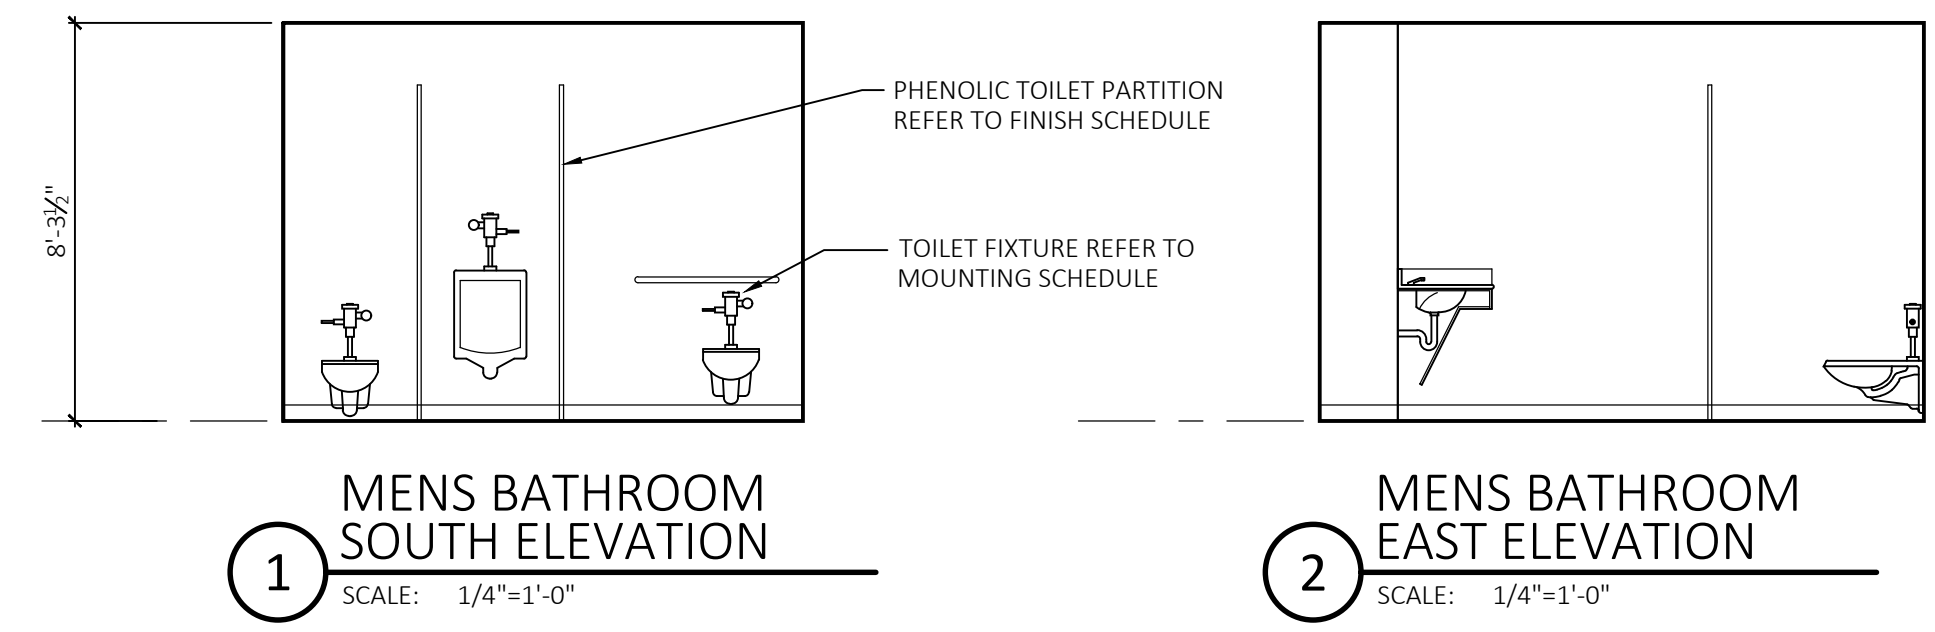 8'-3½"
PHENOLIC TOILET PARTITION
REFER TO FINISH SCHEDULE
TOILET FIXTURE REFER TO
MOUNTING SCHEDULE
1
MENS BATHROOM
SOUTH ELEVATION
SCALE: 1/4"=1'-0"
2
MENS BATHROOM
EAST ELEVATION
SCALE: 1/4"=1'-0"